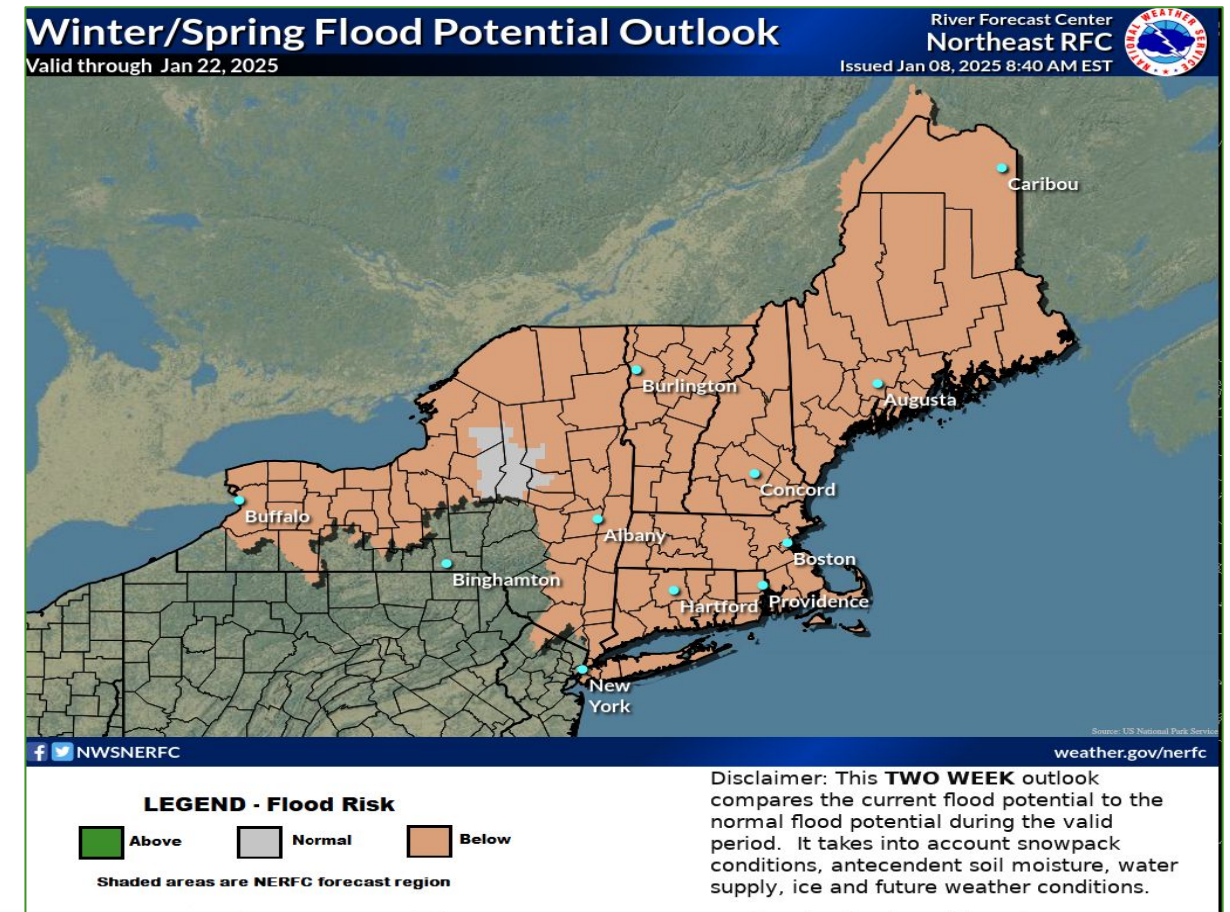 Winter/Spring Flood Potential Outlook
Valid through Jan 22, 2025
River Forecast Center
Northeast RFC
Issued Jan 08, 2025 8:40 AM EST
NATIONAL WEATHER SERVICE
Caribou
Burlington
Augusta
Concord
Buffalo
Albany
Boston
Binghamton
Hartford
Providence
New
York
Source: US National Park Service
NWSNERFC
weather.gov/nerfc
LEGEND - Flood Risk
Above
Normal
Below
Shaded areas are NERFC forecast region
Disclaimer: This TWO WEEK outlook
compares the current flood potential to the
normal flood potential during the valid
period. It takes into account snowpack
conditions, antecendent soil moisture, water
supply, ice and future weather conditions.